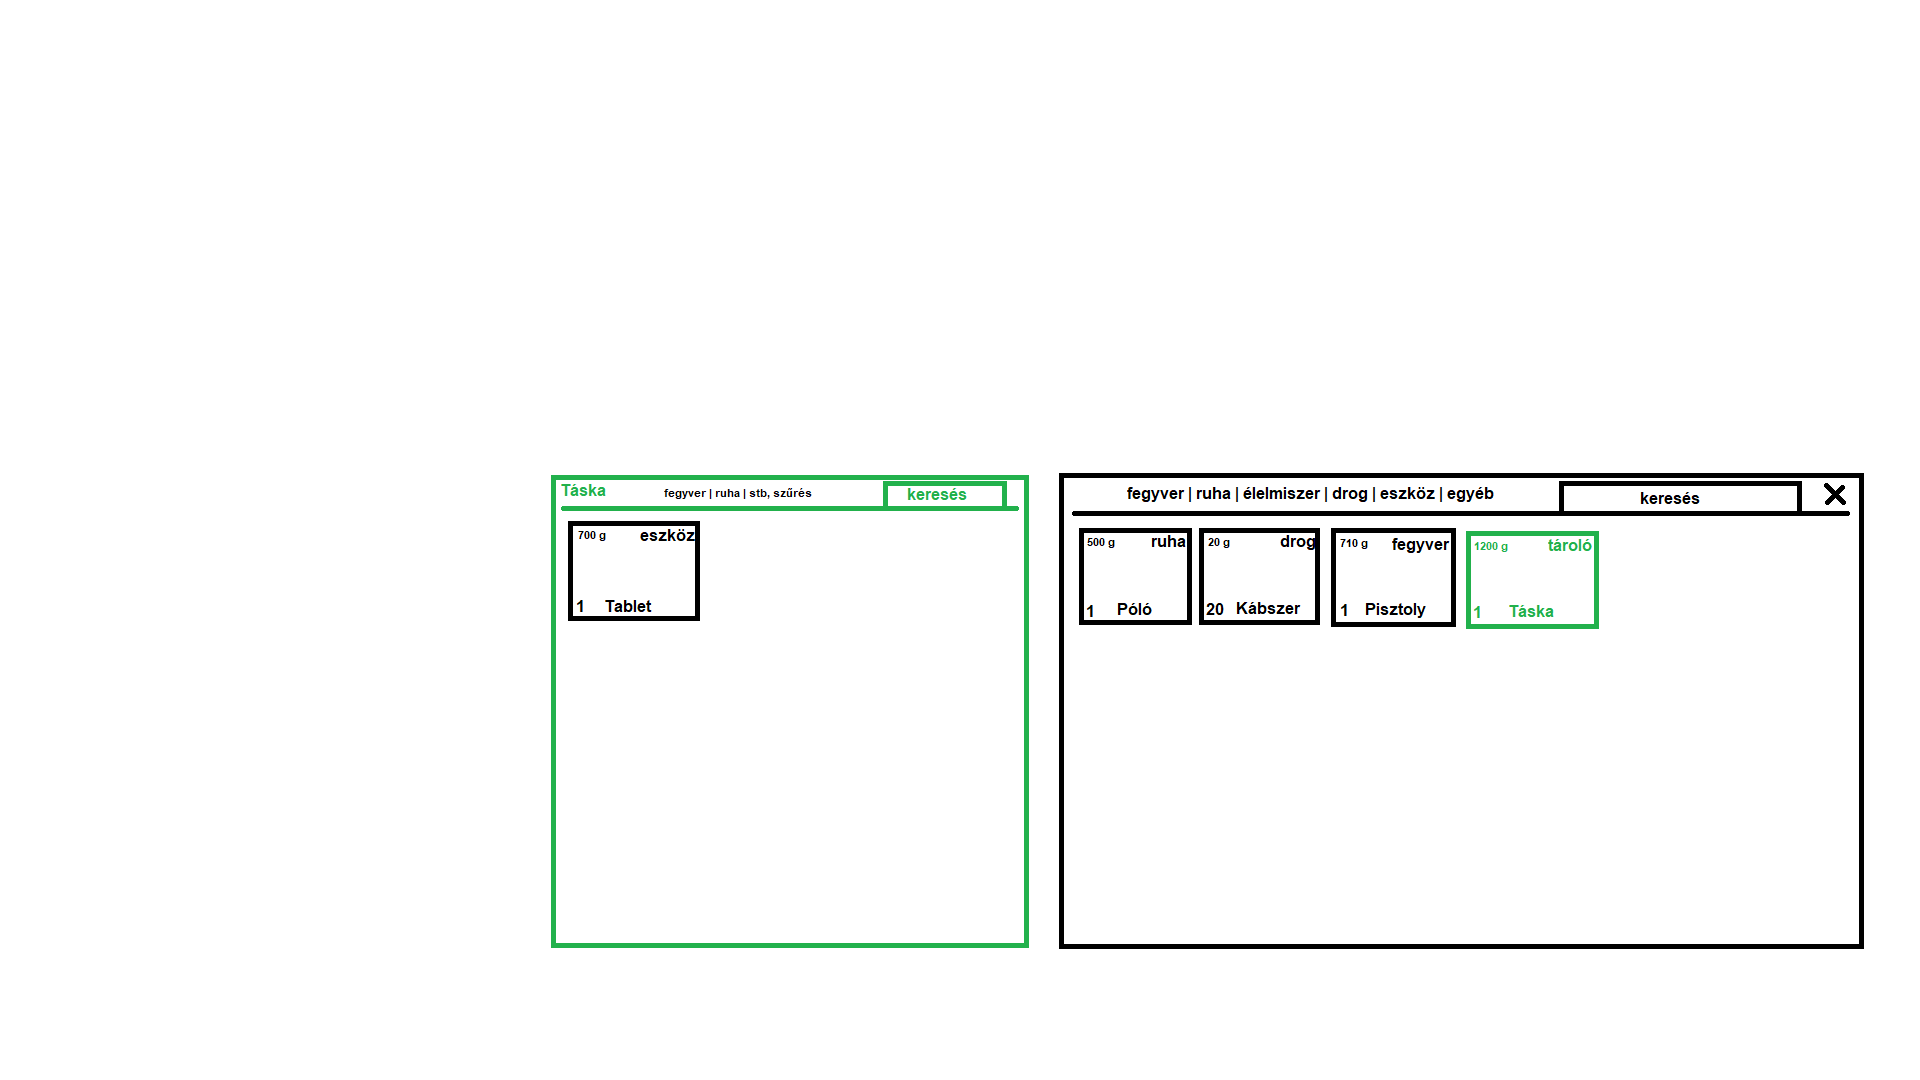 Táska
fegyver | ruha | stb, szűrés
keresés
700 g
eszköz
1
Tablet
fegyver | ruha | élelmiszer | drog | eszköz | egyéb
keresés
500 g
ruha
1
Póló
20 g
drog
20
Kábszer
710 g
fegyver
1
Pisztoly
1200 g
tároló
1
Táska